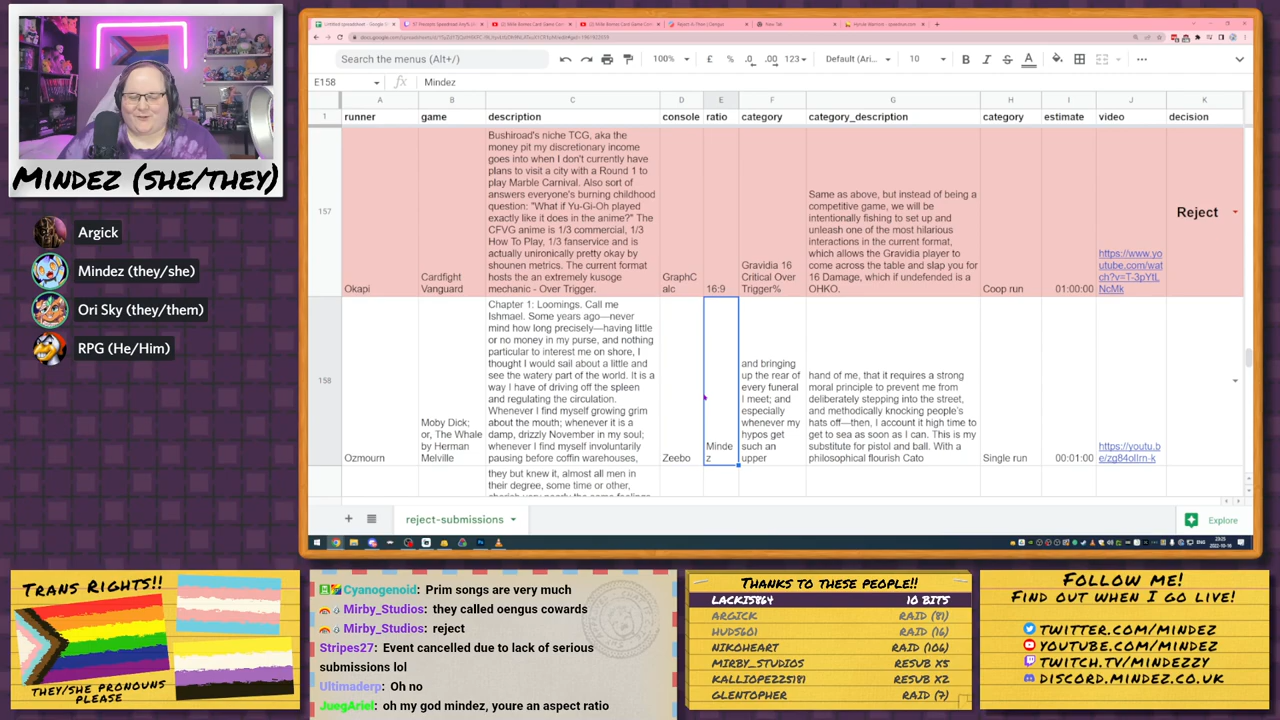 MINDEZ (SHE/THEY)
Argick
Mindez (they/she)
Ori Sky (they/them)
RPG (He/Him)
Search the menus (Alt+/)
100%
£ % .0 .00 123
Default (Ari...
10
B I S A
E158
fx
Mindez
A B C D E F G H I J K
1 runner game description console ratio category category_description category estimate video decision
157
Okapi
Cardfight
Vanguard
Bushiroad's niche TCG, aka the
money pit my discretionary income
goes into when I don't currently have
plans to visit a city with a Round 1 to
play Marble Carnival. Also sort of
answers everyone's burning childhood
question: "What if Yu-Gi-Oh played
exactly like it does in the anime?" The
CFVG anime is 1/3 commercial, 1/3
How To Play, 1/3 fanservice and is
actually unironically pretty okay by
shounen metrics. The current format
hosts the an extremely kusoge
mechanic - Over Trigger.
GraphC
alc
16:9
Gravidia 16
Critical Over
Trigger%
Same as above, but instead of being a
competitive game, we will be
intentionally fishing to set up and
unleash one of the most hilarious
interactions in the current format,
which allows the Gravidia player to
come across the table and slap you for
16 Damage, which if undefended is a
OHKO.
Coop run
01:00:00
https://www.yo
utube.com/wat
ch?v=T-3pYtL
NcMk
Reject
158
Ozmourn
Moby Dick;
or, The Whale
by Herman
Melville
Chapter 1: Loomings. Call me
Ishmael. Some years ago—never
mind how long precisely—having little
or no money in my purse, and nothing
particular to interest me on shore, I
thought I would sail about a little and
see the watery part of the world. It is a
way I have of driving off the spleen
and regulating the circulation.
Whenever I find myself growing grim
about the mouth; whenever it is a
damp, drizzly November in my soul;
whenever I find myself involuntarily
pausing before coffin warehouses,
Zeebo
Minde
z
and bringing
up the rear of
every funeral
I meet; and
especially
whenever my
hypos get
such an
upper
hand of me, that it requires a strong
moral principle to prevent me from
deliberately stepping into the street,
and methodically knocking people's
hats off—then, I account it high time to
get to sea as soon as I can. This is my
substitute for pistol and ball. With a
philosophical flourish Cato
Single run
00:01:00
https://youtu.b
e/zg84olIrn-k
they but knew it, almost all men in
their degree, some time or other,
reject-submissions
Explore
TRANS RIGHTS!!
THEY/SHE PRONOUNS
PLEASE
Cyanogenoid: Prim songs are very much
Mirby_Studios: they called oengus cowards
Mirby_Studios: reject
Stripes27: Event cancelled due to lack of serious
submissions lol
Ultimaderp: Oh no
JuegAriel: oh my god mindez, youre an aspect ratio
THANKS TO THESE PEOPLE!!
LACKIS864 10 BITS
ARGICK RAID (81)
HUDS601 RAID (16)
NIKOHEART RAID (106)
MIRBY_STUDIOS RESUB X5
KALLIOPEZZS181 RESUB X2
GLENTOPHER RAID (7)
FOLLOW ME!
FIND OUT WHEN I GO LIVE!
TWITTER.COM/MINDEZ
YOUTUBE.COM/MINDEZ
TWITCH.TV/MINDEZZY
DISCORD.MINDEZ.CO.UK